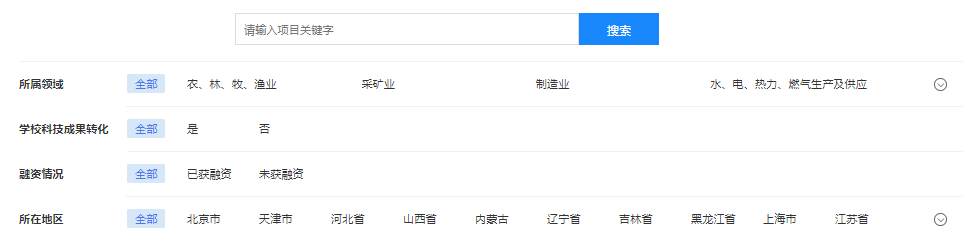 请输入项目关键字 搜索
所属领域 全部 农、林、牧、渔业 采矿业 制造业 水、电、热力、燃气生产及供应
学校科技成果转化 全部 是 否
融资情况 全部 已获融资 未获融资
所在地区 全部 北京市 天津市 河北省 山西省 内蒙古 辽宁省 吉林省 黑龙江省 上海市 江苏省